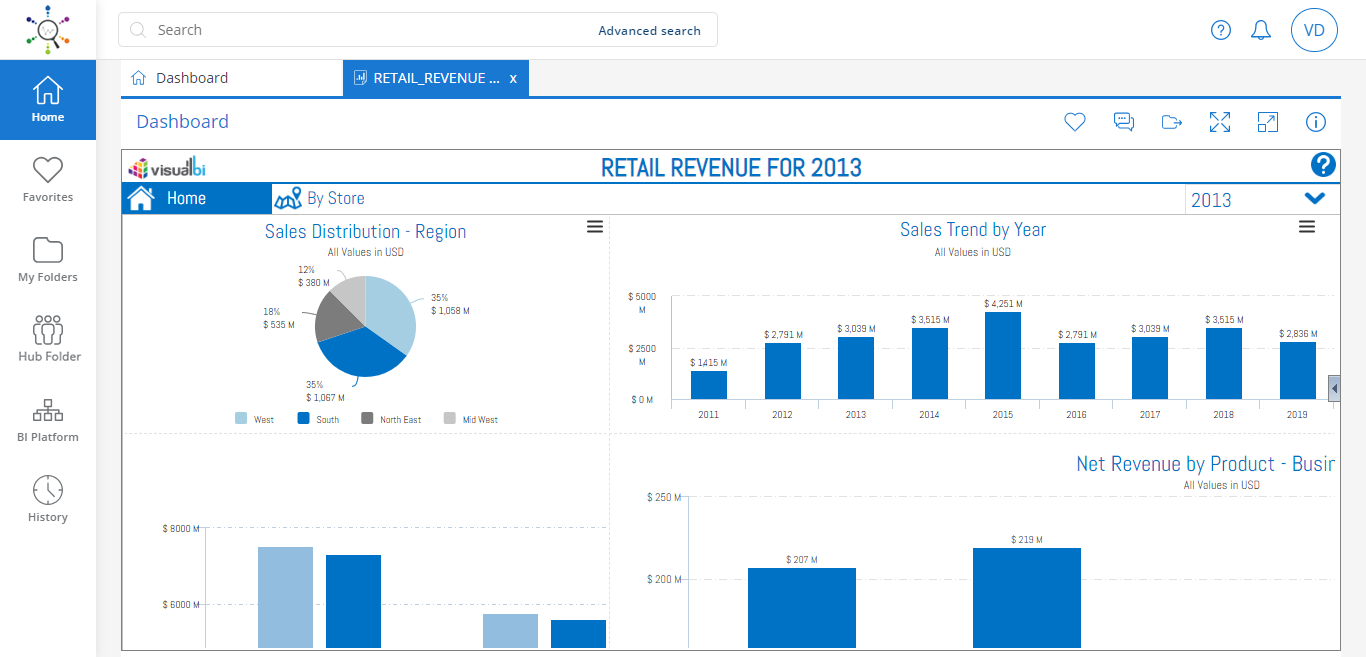 Search
Advanced search
VD
Dashboard
RETAIL_REVENUE ... x
Home
Favorites
My Folders
Hub Folder
BI Platform
History
Dashboard
visualbi
RETAIL REVENUE FOR 2013
?
Home
By Store
2013
Sales Distribution - Region
All Values in USD
12%
$ 380 M
35%
$ 1,058 M
18%
$ 535 M
35%
$ 1,067 M
West
South
North East
Mid West
Sales Trend by Year
All Values in USD
$ 5000
M
$ 2500
M
$ 0 M
$ 1,415 M
$ 2,791 M
$ 3,039 M
$ 3,515 M
$ 4,251 M
$ 2,791 M
$ 3,039 M
$ 3,515 M
$ 2,836 M
2011
2012
2013
2014
2015
2016
2017
2018
2019
$ 8000 M
$ 6000 M
Net Revenue by Product - Busin
All Values in USD
$ 250 M
$ 200 M
$ 207 M
$ 219 M